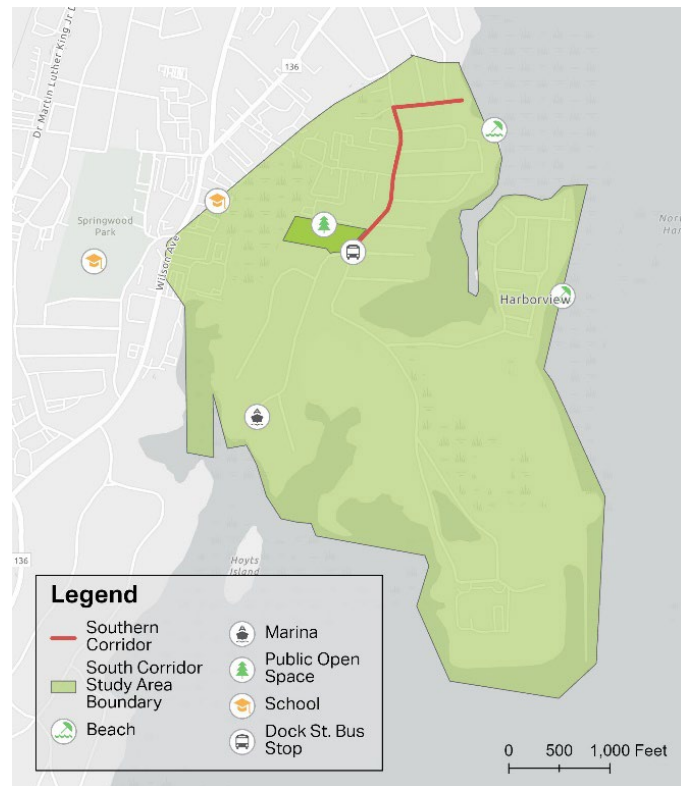 136
Dr Martin Luther King Jr D
Springwood
Park
Wilson Ave
Harborview
136
Hoyts
Island
Legend
Southern
Corridor
South Corridor
Study Area
Boundary
Beach
Marina
Public Open
Space
School
Dock St. Bus
Stop
0 500 1,000 Feet